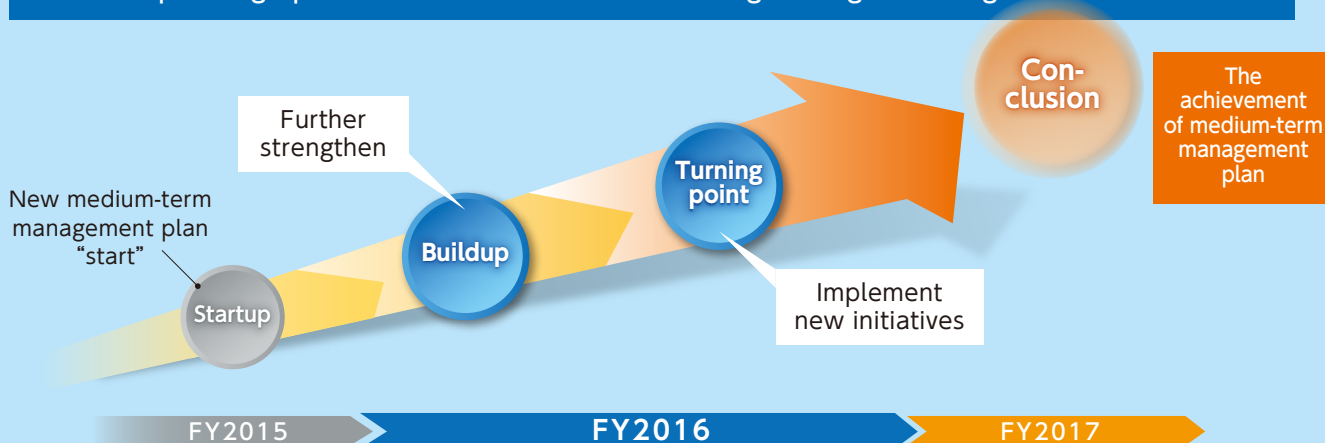 Further
strengthen
New medium-term
management plan
“start”
Startup
Buildup
Turning
point
Implement
new initiatives
Con-
clusion
The
achievement
of medium-term
management
plan
FY2015
FY2016
FY2017